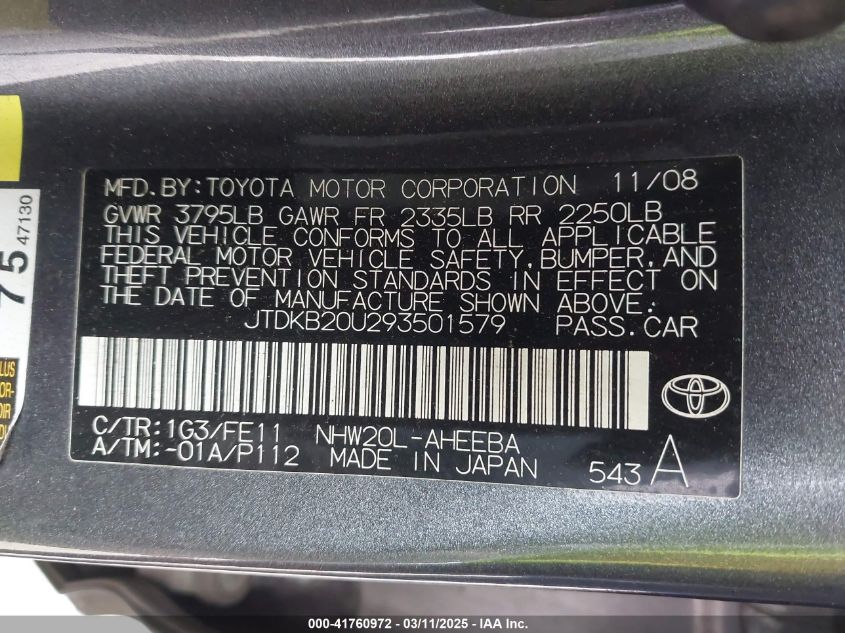 MFD.BY:TOYOTA MOTOR CORPORATION 11/08
GVWR 3795LB GAWR FR 2335LB RR 2250LB
THIS VEHICLE CONFORMS TO ALL APPLICABLE
FEDERAL MOTOR VEHICLE SAFETY, BUMPER, AND
THEFT PREVENTION STANDARDS IN EFFECT ON
THE DATE OF MANUFACTURE SHOWN ABOVE.
JTDKB20U293501579 PASS.CAR
C/TR:1G3/FE11 NHW20L-AHEEBA
A/TM:-01A/P112 MADE IN JAPAN 543 A
75
47130
000-41760972 - 03/11/2025 - © IAA Inc.